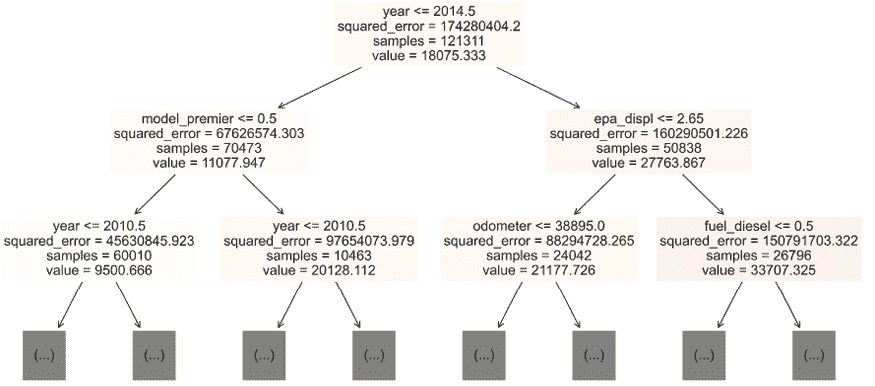 year <= 2014.5
squared_error = 174280404.2
samples = 121311
value = 18075.333
model_premier <= 0.5
squared_error = 67626574.303
samples = 70473
value = 11077.947
epa_displ <= 2.65
squared_error = 160290501.226
samples = 50838
value = 27763.867
year <= 2010.5
squared_error = 45630845.923
samples = 60010
value = 9500.666
year <= 2010.5
squared_error = 97654073.979
samples = 10463
value = 20128.112
odometer <= 38895.0
squared_error = 88294728.265
samples = 24042
value = 21177.726
fuel_diesel <= 0.5
squared_error = 150791703.322
samples = 26796
value = 33707.325
(...)
(...)
(...)
(...)
(...)
(...)
(...)
(...)